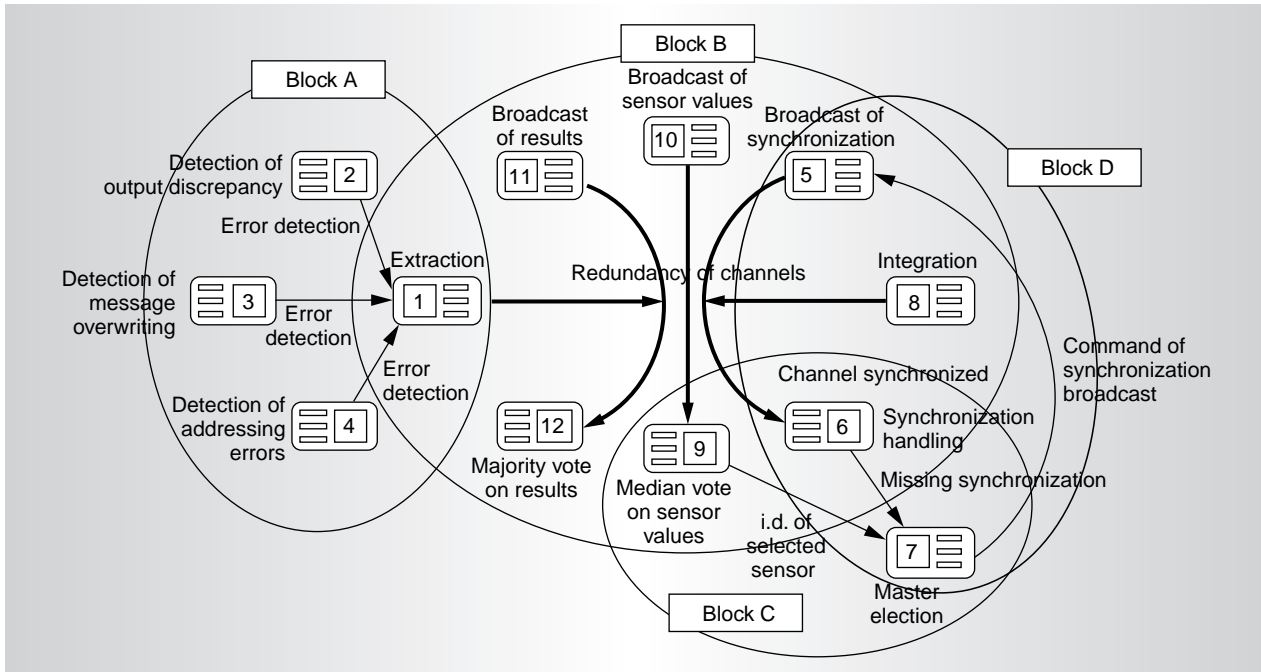 Block B
Block A
Broadcast of
sensor values
10
Broadcast
of results
11
Broadcast of
synchronization
5
Block D
Detection of
output discrepancy
2
Error detection
Extraction
1
Redundancy of channels
Integration
8
Detection of
message
overwriting
3
Error
detection
Error
detection
Command of
synchronization
broadcast
Channel synchronized
Detection of
addressing
errors
4
12
Majority vote
on results
9
Median vote
on sensor
values
6
Synchronization
handling
Missing synchronization
i.d. of
selected
sensor
7
Master
election
Block C